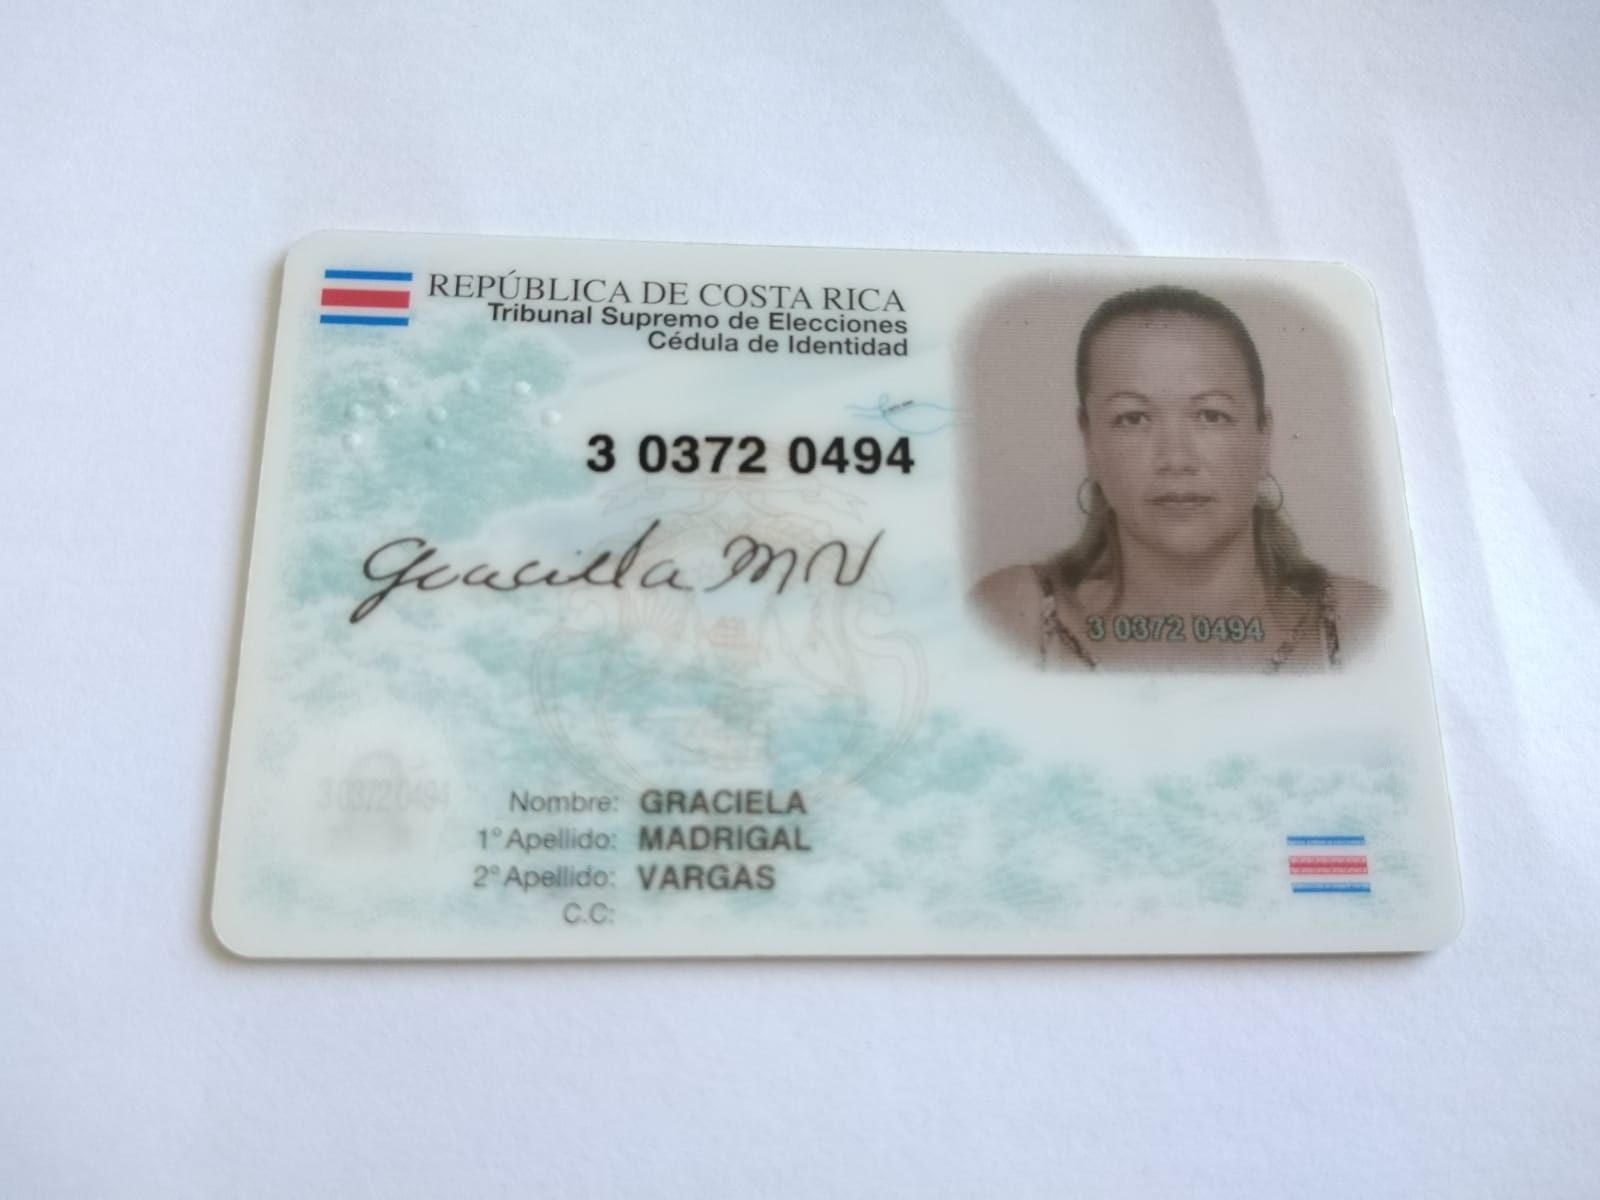 REPÚBLICA DE COSTA RICA
Tribunal Supremo de Elecciones
Cédula de Identidad
3 0372 0494
Graciela M V
3 0372 0494
3 0372 0494
Nombre: GRACIELA
1° Apellido: MADRIGAL
2° Apellido: VARGAS
C.C: